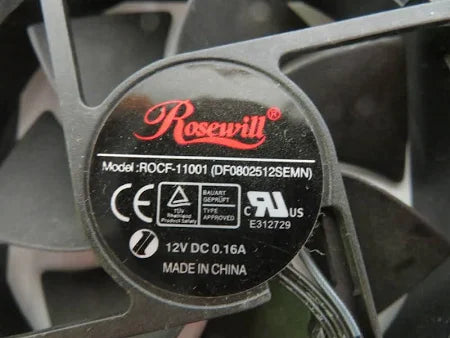 Rosewill®
Model :ROCF-11001 (DF0802512SEMN)
CE
TÜV
Rheinland
Product Safety
BAUART
GEPRÜFT
TYPE
APPROVED
c RU US
E312729
12V DC 0.16A
MADE IN CHINA